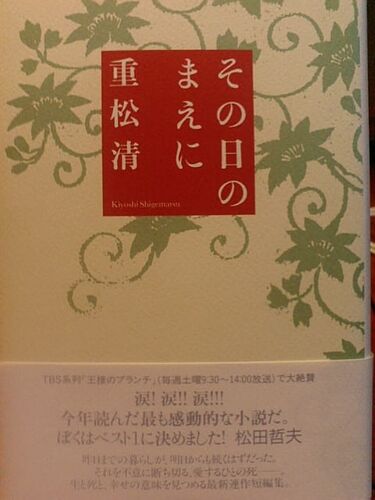 その日の
まえに
重松清
Kiyoshi Shigematsu
TBS系列「王様のブランチ」(毎週土曜9:30〜14:00放送)で大絶賛
涙! 涙!! 涙!!!
今年読んだ最も感動的な小説だ。
ぼくはベスト1に決めました! 松田哲夫
昨日までの暮らしが、明日からも続くはずだった。
それを不意に断ち切る、愛するひとの死――
生と死と、幸せの意味を見つめる最新連作短編集。